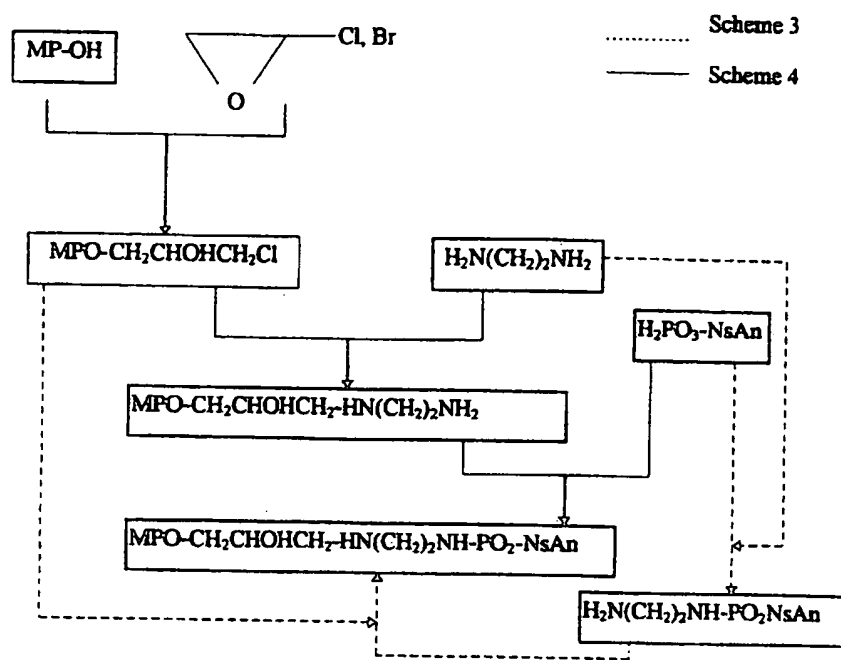 MP-OH
Cl, Br
O
Scheme 3
Scheme 4
MPO-CH₂CHOHCH₂Cl
H₂N(CH₂)₂NH₂
H₂PO₃-NsAn
MPO-CH₂CHOHCH₂-HN(CH₂)₂NH₂
MPO-CH₂CHOHCH₂-HN(CH₂)₂NH-PO₂-NsAn
H₂N(CH₂)₂NH-PO₂NsAn